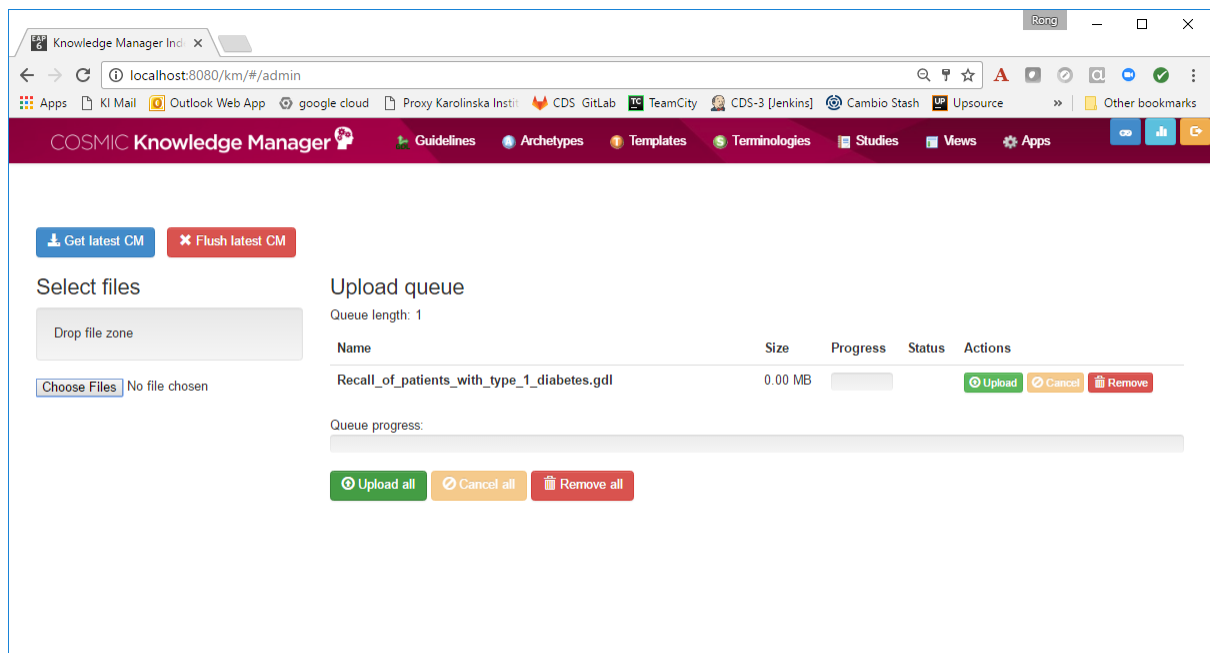 Rong
EAP 6 Knowledge Manager Ind
localhost:8080/km/#/admin
Apps KI Mail Outlook Web App google cloud Proxy Karolinska Instit CDS GitLab TeamCity CDS-3 [Jenkins] Cambio Stash Upsource » Other bookmarks
COSMIC Knowledge Manager Guidelines Archetypes Templates Terminologies Studies Views Apps
Get latest CM Flush latest CM
Select files Upload queue
Queue length: 1
Drop file zone
Name Size Progress Status Actions
Recall_of_patients_with_type_1_diabetes.gdl 0.00 MB Upload Cancel Remove
Choose Files No file chosen
Queue progress:
Upload all Cancel all Remove all